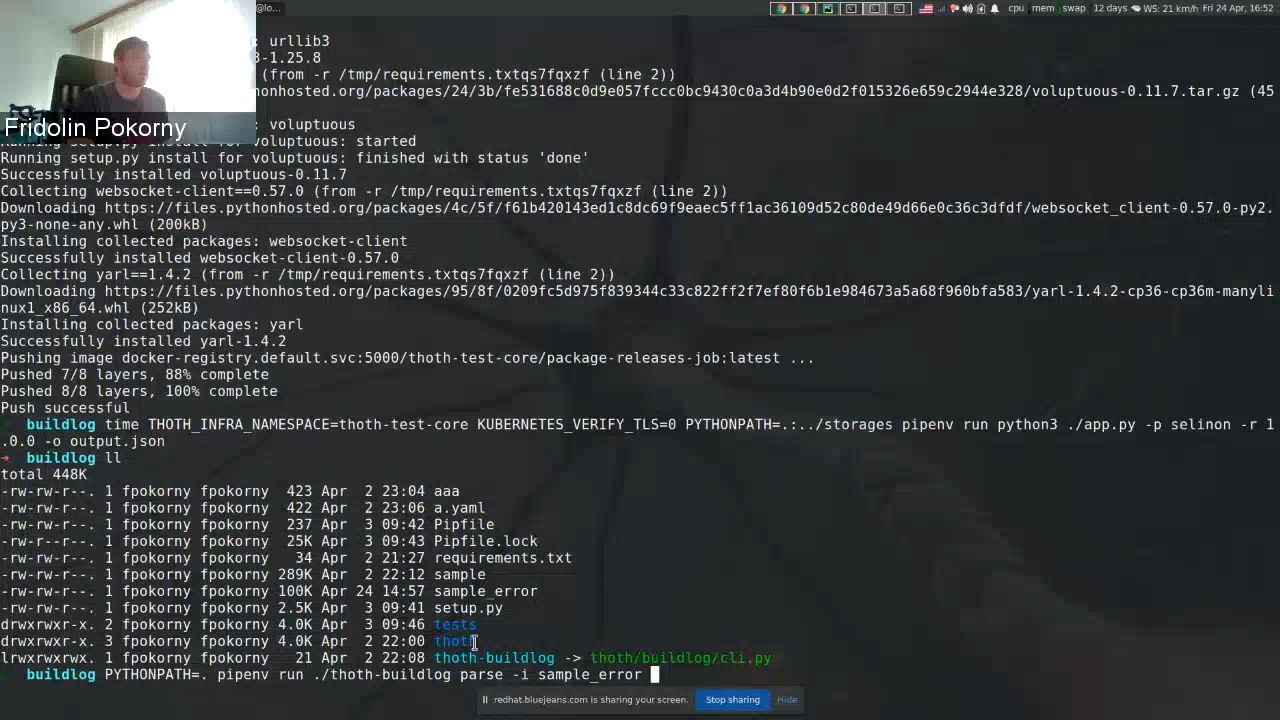 @lo...
cpu mem swap 12 days WS: 21 km/h Fri 24 Apr, 16:52
: urllib3
-1.25.8
(from -r /tmp/requirements.txtqs7fqxzf (line 2))
onhosted.org/packages/24/3b/fe531688c0d9e057fccc0bc9430c0a3d4b90e0d2f015326e659c2944e328/voluptuous-0.11.7.tar.gz (45
Fridolin Pokorny
: voluptuous
Running setup.py install for voluptuous: started
Running setup.py install for voluptuous: finished with status 'done'
Successfully installed voluptuous-0.11.7
Collecting websocket-client==0.57.0 (from -r /tmp/requirements.txtqs7fqxzf (line 2))
Downloading https://files.pythonhosted.org/packages/4c/5f/f61b420143ed1c8dc69f9eaec5ff1ac36109d52c80de49d66e0c36c3dfdf/websocket_client-0.57.0-py2.
py3-none-any.whl (200kB)
Installing collected packages: websocket-client
Successfully installed websocket-client-0.57.0
Collecting yarl==1.4.2 (from -r /tmp/requirements.txtqs7fqxzf (line 2))
Downloading https://files.pythonhosted.org/packages/95/8f/0209fc5d975f839344c33c822ff2f7ef80f6b1e984673a5a68f960bfa583/yarl-1.4.2-cp36-cp36m-manyli
nux1_x86_64.whl (252kB)
Installing collected packages: yarl
Successfully installed yarl-1.4.2
Pushing image docker-registry.default.svc:5000/thoth-test-core/package-releases-job:latest ...
Pushed 7/8 layers, 88% complete
Pushed 8/8 layers, 100% complete
Push successful
buildlog time THOTH_INFRA_NAMESPACE=thoth-test-core KUBERNETES_VERIFY_TLS=0 PYTHONPATH=.:../storages pipenv run python3 ./app.py -p selinon -r 1
.0.0 -o output.json
➜ buildlog ll
total 448K
-rw-rw-r--. 1 fpokorny fpokorny 423 Apr 2 23:04 aaa
-rw-rw-r--. 1 fpokorny fpokorny 422 Apr 2 23:06 a.yaml
-rw-rw-r--. 1 fpokorny fpokorny 237 Apr 3 09:42 Pipfile
-rw-r--r--. 1 fpokorny fpokorny 25K Apr 3 09:43 Pipfile.lock
-rw-rw-r--. 1 fpokorny fpokorny 34 Apr 2 21:27 requirements.txt
-rw-rw-r--. 1 fpokorny fpokorny 289K Apr 2 22:12 sample
-rw-rw-r--. 1 fpokorny fpokorny 100K Apr 24 14:57 sample_error
-rw-rw-r--. 1 fpokorny fpokorny 2.5K Apr 3 09:41 setup.py
drwxrwxr-x. 2 fpokorny fpokorny 4.0K Apr 3 09:46 tests
drwxrwxr-x. 3 fpokorny fpokorny 4.0K Apr 2 22:00 thoth
lrwxrwxrwx. 1 fpokorny fpokorny 21 Apr 2 22:08 thoth-buildlog -> thoth/buildlog/cli.py
buildlog PYTHONPATH=. pipenv run ./thoth-buildlog parse -i sample_error
redhat.bluejeans.com is sharing your screen. Stop sharing Hide